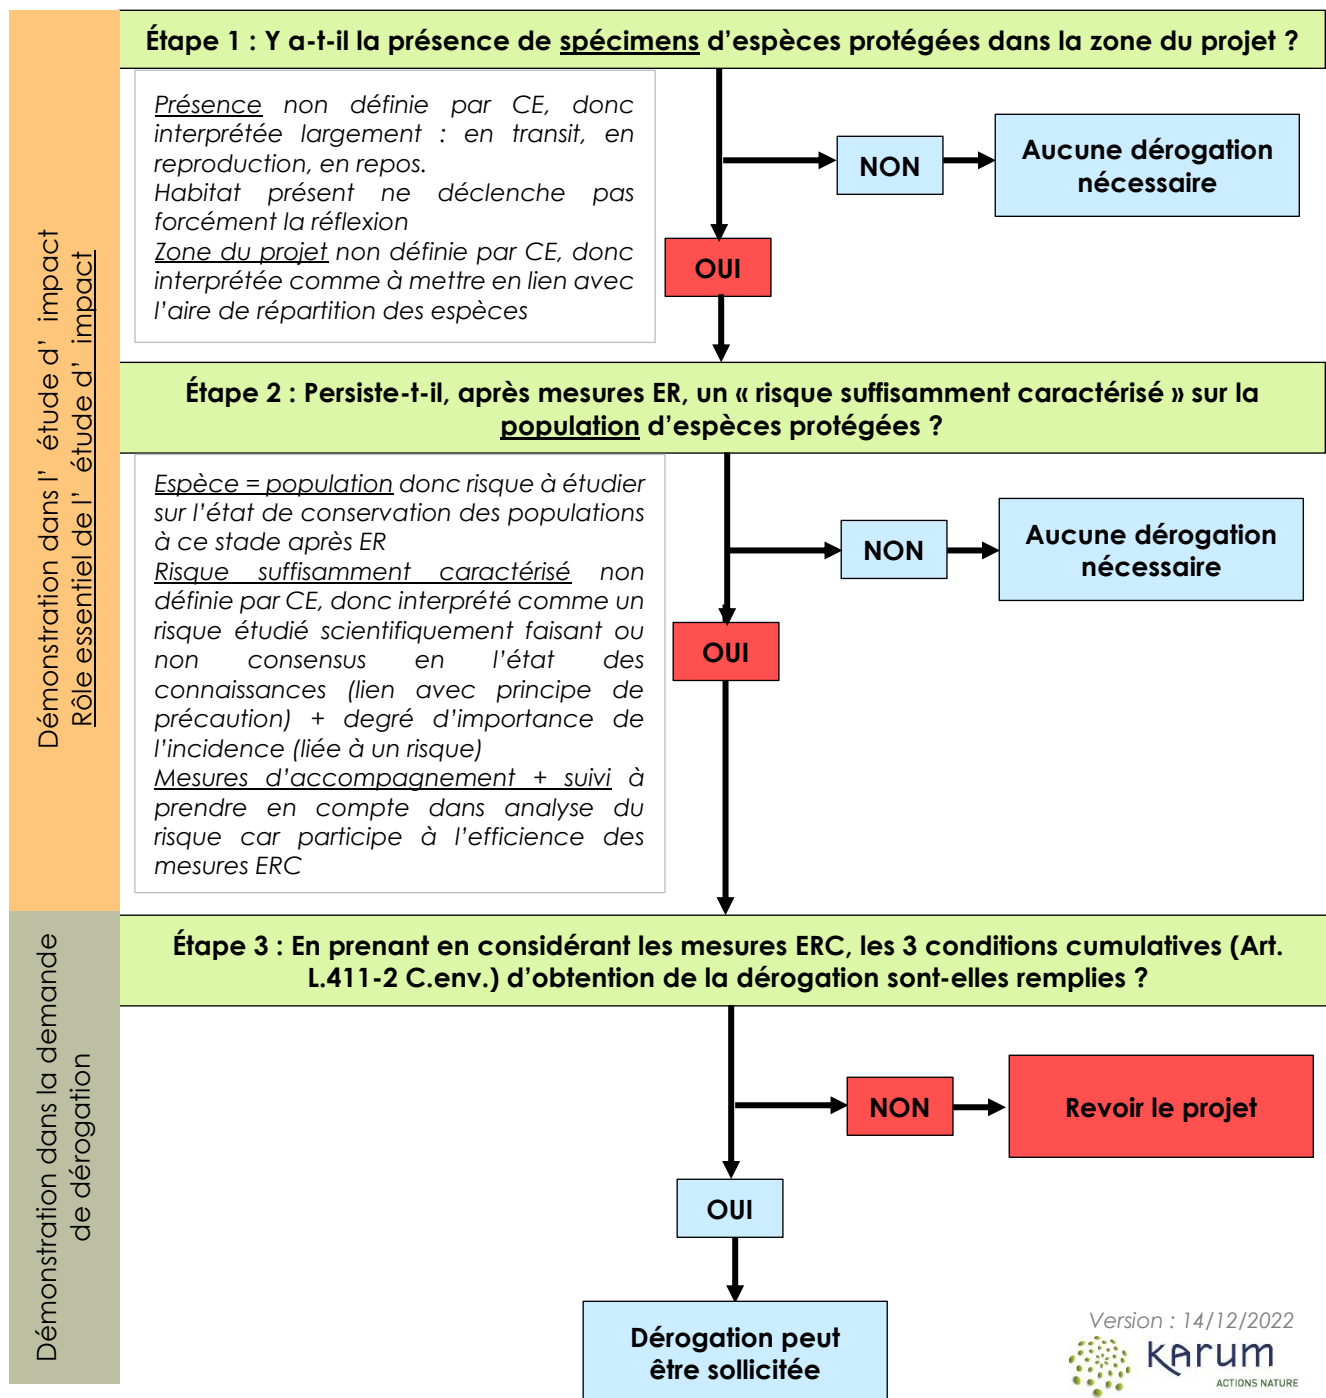 Étape 1 : Y a-t-il la présence de spécimens d'espèces protégées dans la zone du projet ?
Présence non définie par CE, donc
interprétée largement : en transit, en
reproduction, en repos.
Habitat présent ne déclenche pas
forcément la réflexion
Zone du projet non définie par CE, donc
interprétée comme à mettre en lien avec
l'aire de répartition des espèces
NON
Aucune dérogation
nécessaire
OUI
Étape 2 : Persiste-t-il, après mesures ER, un « risque suffisamment caractérisé » sur la
population d'espèces protégées ?
Espèce = population donc risque à étudier
sur l'état de conservation des populations
à ce stade après ER
Risque suffisamment caractérisé non
définie par CE, donc interprété comme un
risque étudié scientifiquement faisant ou
non consensus en l'état des
connaissances (lien avec principe de
précaution) + degré d'importance de
l'incidence (liée à un risque)
Mesures d'accompagnement + suivi à
prendre en compte dans analyse du
risque car participe à l'efficience des
mesures ERC
NON
Aucune dérogation
nécessaire
OUI
Démonstration dans l' étude d' impact
Rôle essentiel de l' étude d' impact
Étape 3 : En prenant en considérant les mesures ERC, les 3 conditions cumulatives (Art.
L.411-2 C.env.) d'obtention de la dérogation sont-elles remplies ?
NON
Revoir le projet
OUI
Dérogation peut
être sollicitée
Démonstration dans la demande
de dérogation
Version : 14/12/2022
KArum
ACTIONS NATURE